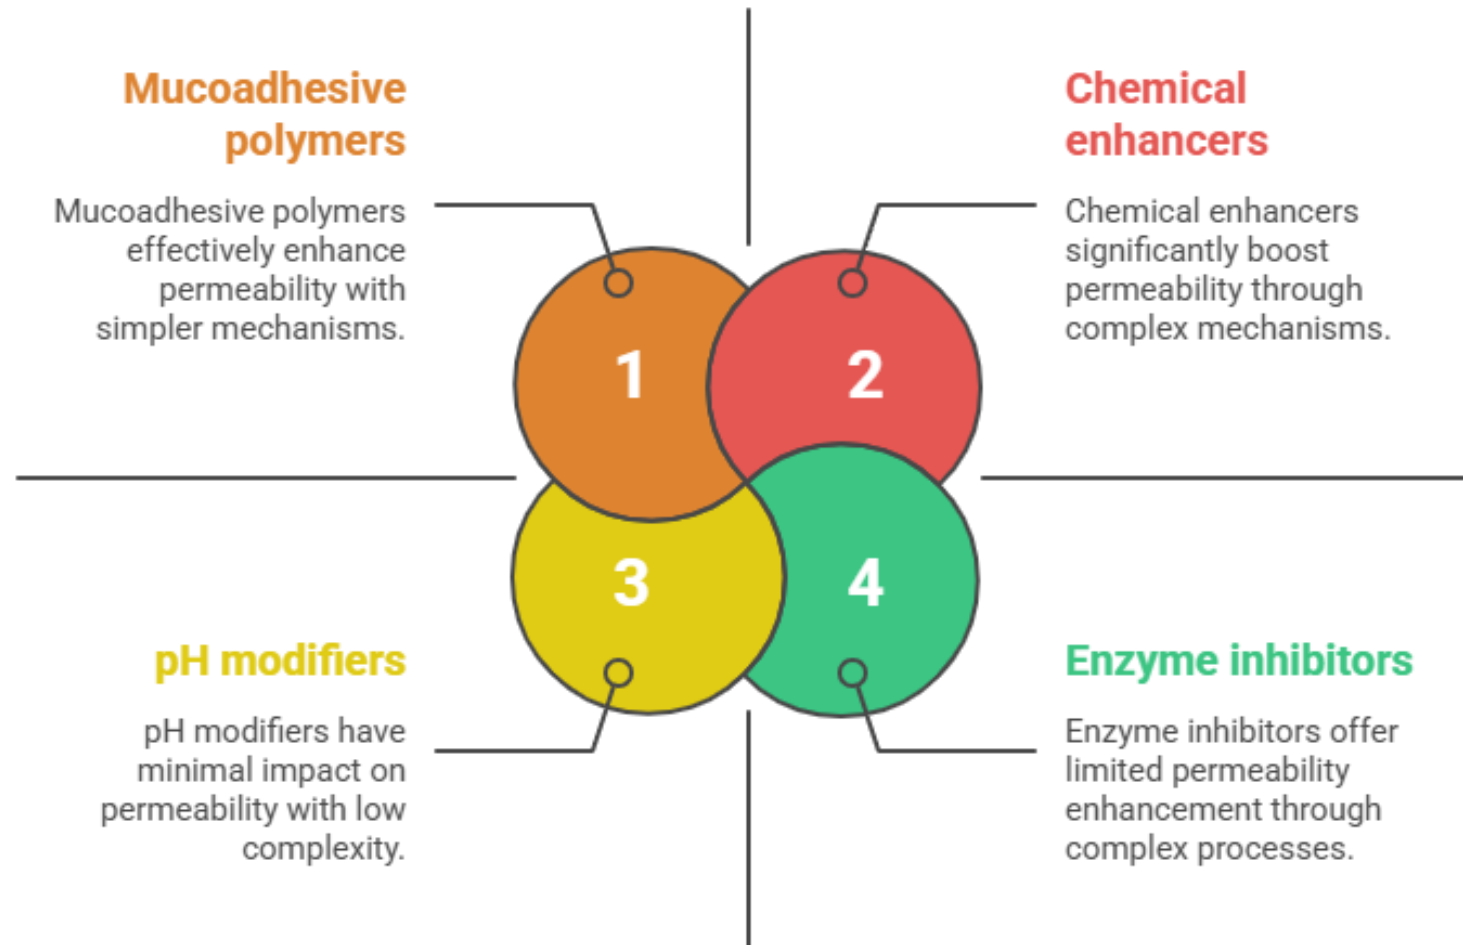 Mucoadhesive
polymers
Mucoadhesive polymers
effectively enhance
permeability with
simpler mechanisms.
Chemical
enhancers
Chemical enhancers
significantly boost
permeability through
complex mechanisms.
1
2
3
4
pH modifiers
pH modifiers have
minimal impact on
permeability with low
complexity.
Enzyme inhibitors
Enzyme inhibitors offer
limited permeability
enhancement through
complex processes.